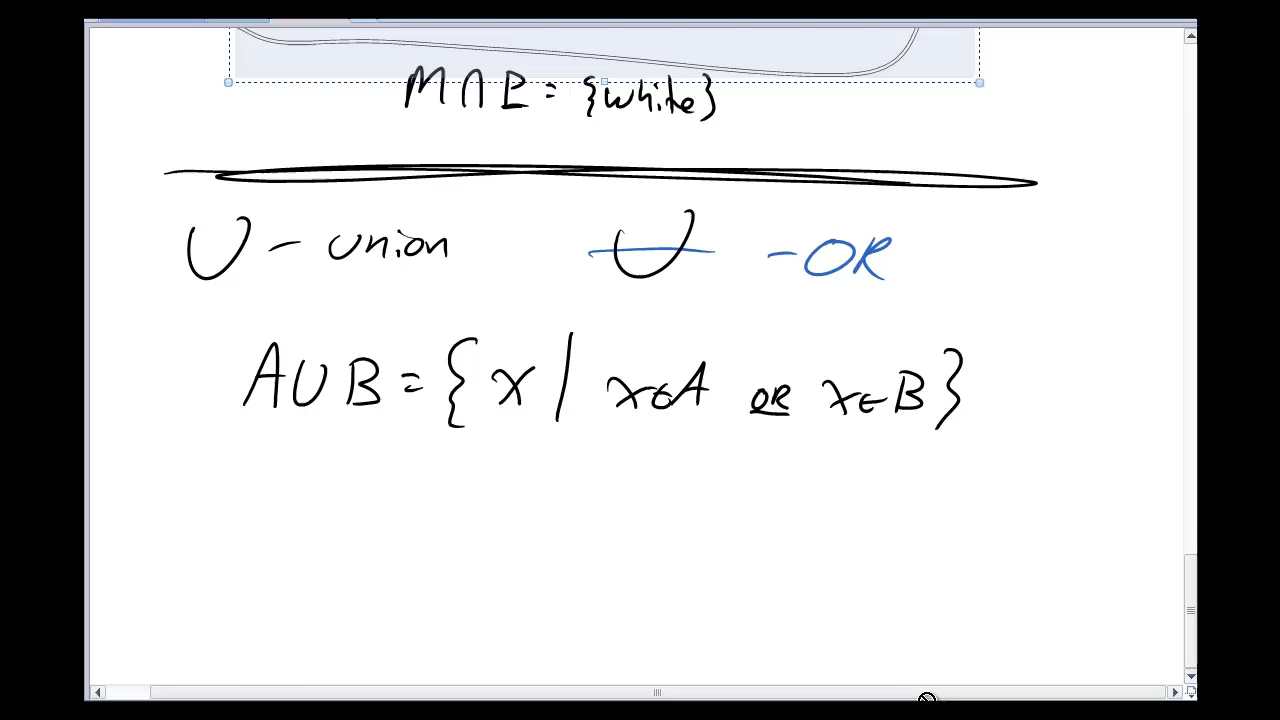 M ∩ P = {white}
∪ - union ∪ - OR
A ∪ B = { x | x ∈ A OR x ∈ B }